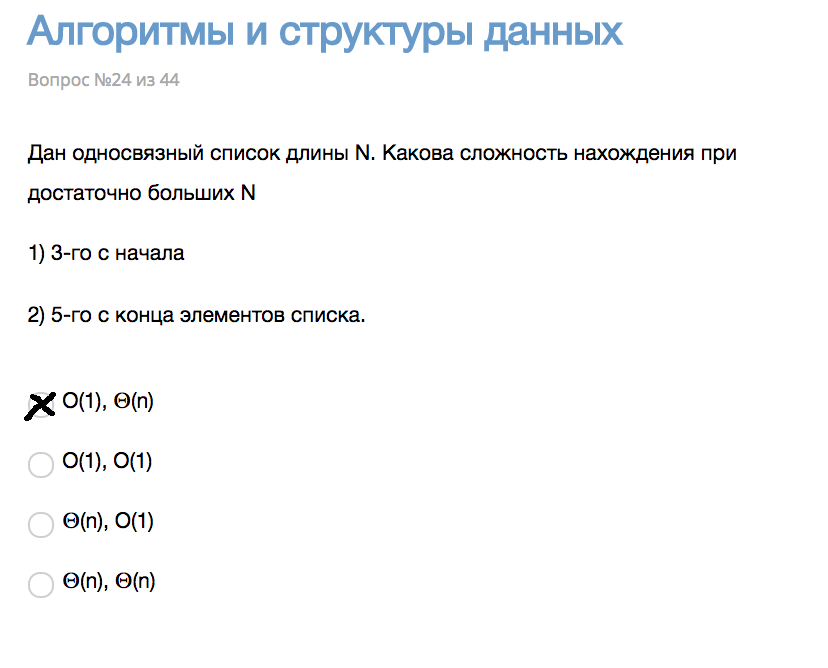 Алгоритмы и структуры данных
Вопрос №24 из 44
Дан односвязный список длины N. Какова сложность нахождения при
достаточно больших N
1) 3-го с начала
2) 5-го с конца элементов списка.
O(1), Θ(n)
O(1), O(1)
Θ(n), O(1)
Θ(n), Θ(n)